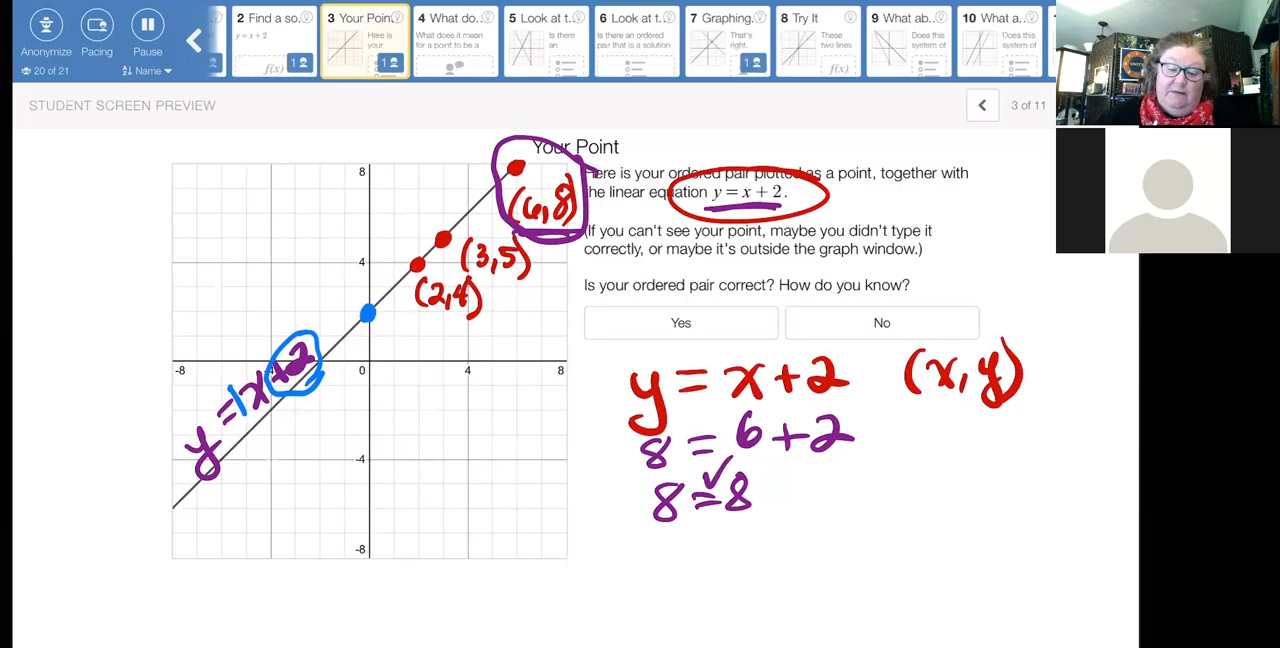 2 Find a so..
y = x + 2
f(x)
1
3 Your Poin..
Here is
your
1
4 What do..
What does it mean
for a point to be a
5 Look at t..
Is there
an
6 Look at t..
Is there an ordered
pair that is a solution
7 Graphing..
That's
right.
1
8 Try It
These
two lines
f(x)
9 What ab..
Does this
system of
10 What a..
Does this
system of
Anonymize
Pacing
Pause
20 of 21
Name
STUDENT SCREEN PREVIEW
3 of 11
8
4
0
-8
8
-4
-8
(6,8)
(3,5)
(2,4)
y = 1x + 2
Your Point
Here is your ordered pair plotted as a point, together with
the linear equation y = x + 2.
(If you can't see your point, maybe you didn't type it
correctly, or maybe it's outside the graph window.)
Is your ordered pair correct? How do you know?
Yes
No
y = x + 2 (x, y)
8 = 6 + 2
8 = 8